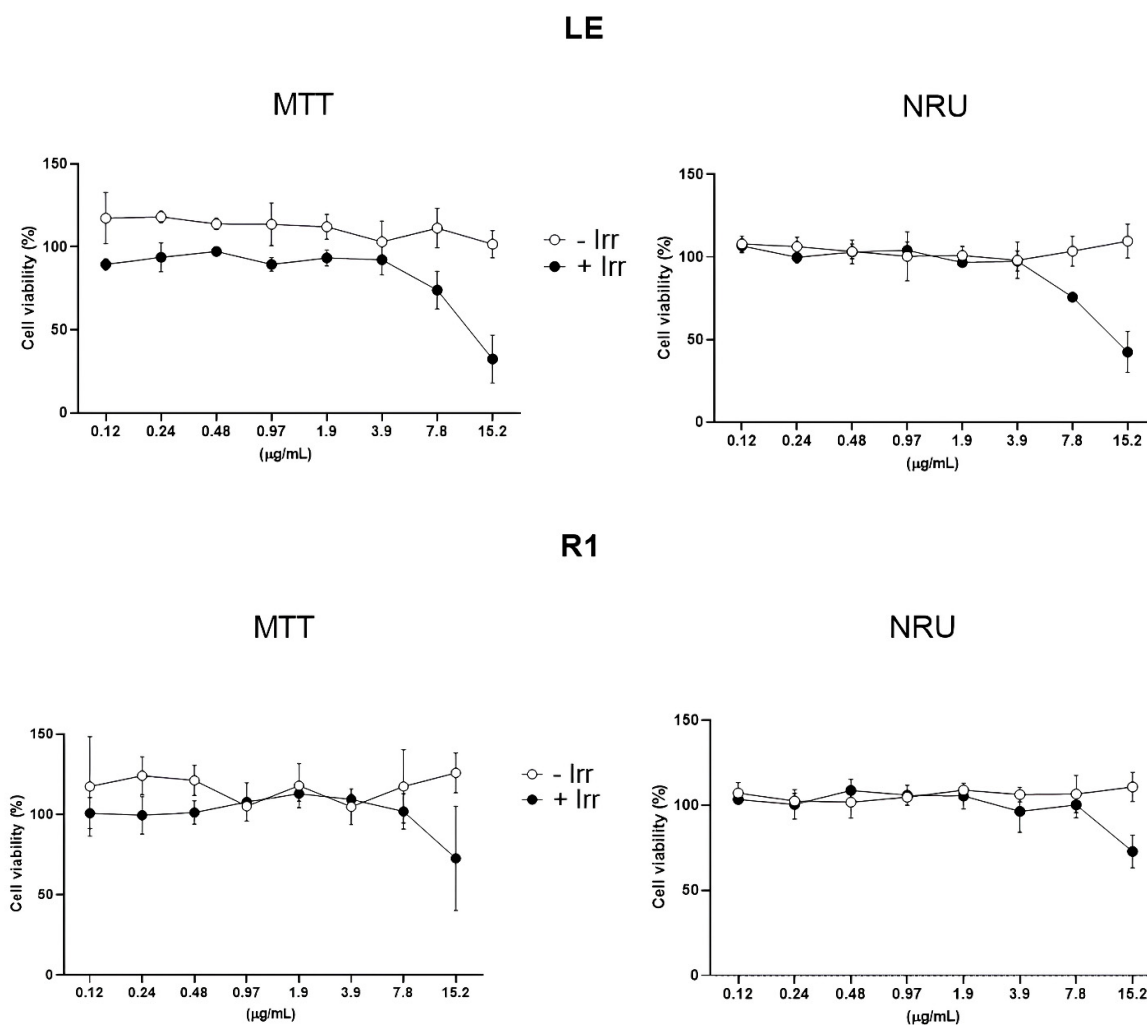 LE
MTT
NRU
150
100
50
0
Cell viability (%)
0.12 0.24 0.48 0.97 1.9 3.9 7.8 15.2
(µg/mL)
- Irr
+ Irr
150
100
50
0
Cell viability (%)
0.12 0.24 0.48 0.97 1.9 3.9 7.8 15.2
(µg/mL)
R1
MTT
NRU
150
100
50
0
Cell viability (%)
0.12 0.24 0.48 0.97 1.9 3.9 7.8 15.2
(µg/mL)
- Irr
+ Irr
150
100
50
0
Cell viability (%)
0.12 0.24 0.48 0.97 1.9 3.9 7.8 15.2
(µg/mL)